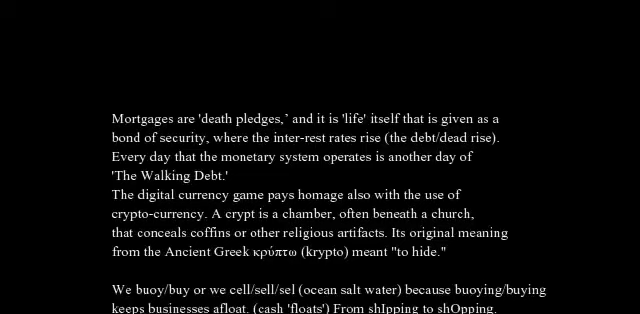 Mortgages are 'death pledges,’ and it is 'life' itself that is given as a
bond of security, where the inter-rest rates rise (the debt/dead rise).
Every day that the monetary system operates is another day of
'The Walking Debt.'
The digital currency game pays homage also with the use of
crypto-currency. A crypt is a chamber, often beneath a church,
that conceals coffins or other religious artifacts. Its original meaning
from the Ancient Greek κρύπτω (krypto) meant "to hide."
We buoy/buy or we cell/sell/sel (ocean salt water) because buoying/buying
keeps businesses afloat. (cash 'floats') From shIpping to shOpping.